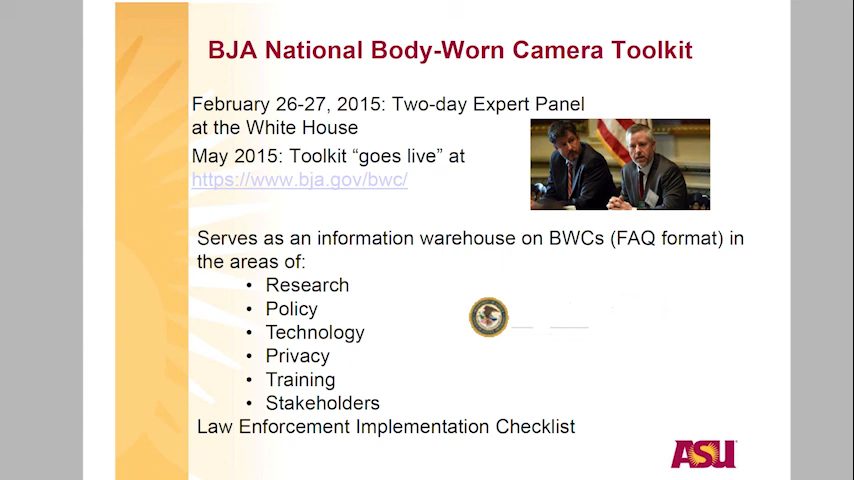 BJA National Body-Worn Camera Toolkit
February 26-27, 2015: Two-day Expert Panel
at the White House
May 2015: Toolkit “goes live” at
https://www.bja.gov/bwc/
Serves as an information warehouse on BWCs (FAQ format) in
the areas of:
• Research
• Policy
• Technology
• Privacy
• Training
• Stakeholders
Law Enforcement Implementation Checklist
ASU